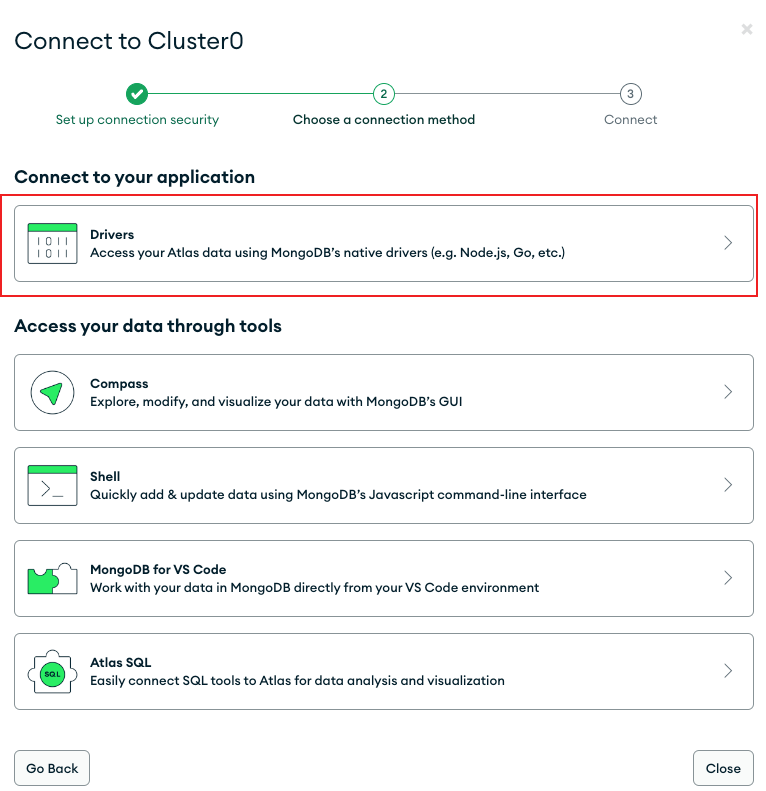 Connect to Cluster0
2
3
Set up connection security
Choose a connection method
Connect
Connect to your application
1011
1011
Drivers
Access your Atlas data using MongoDB's native drivers (e.g. Node.js, Go, etc.)
Access your data through tools
Compass
Explore, modify, and visualize your data with MongoDB's GUI
>_
Shell
Quickly add & update data using MongoDB's Javascript command-line interface
MongoDB for VS Code
Work with your data in MongoDB directly from your VS Code environment
SQL
Atlas SQL
Easily connect SQL tools to Atlas for data analysis and visualization
Go Back
Close